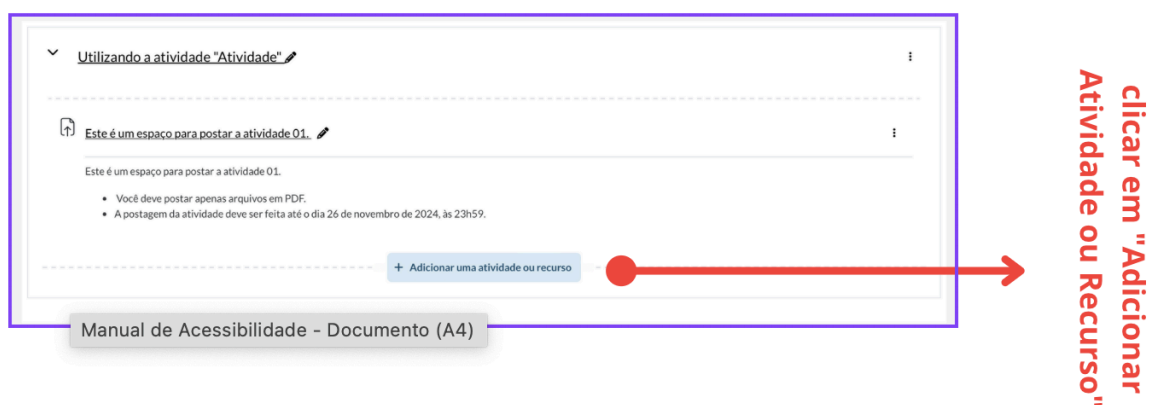 Utilizando a atividade "Atividade"
Este é um espaço para postar a atividade 01.
Este é um espaço para postar a atividade 01.
Você deve postar apenas arquivos em PDF.
A postagem da atividade deve ser feita até o dia 26 de novembro de 2024, às 23h59.
+ Adicionar uma atividade ou recurso
Manual de Acessibilidade - Documento (A4)
clicar em "Adicionar
Atividade ou Recurso"